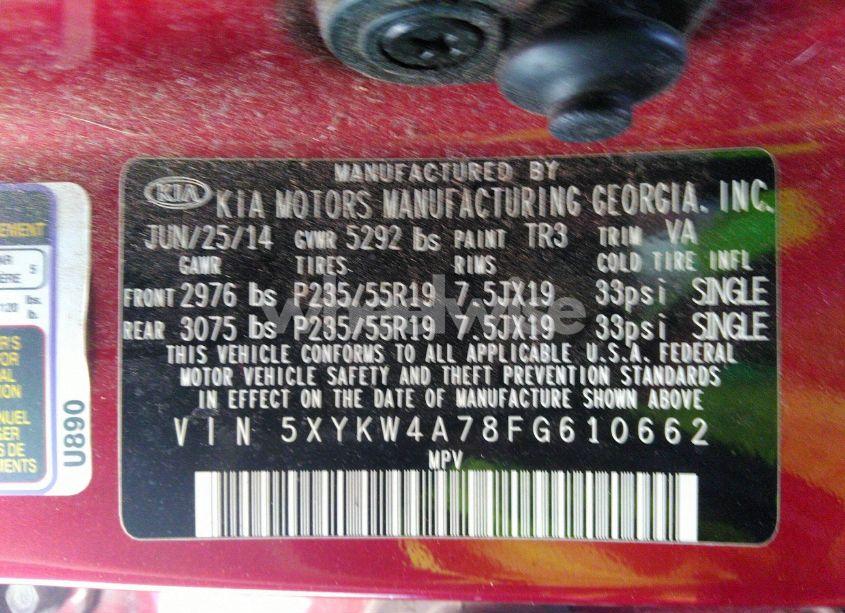 MANUFACTURED BY
KIA KIA MOTORS MANUFACTURING GEORGIA, INC.
JUN/25/14 GVWR 5292 lbs PAINT TR3 TRIM VA
GAWR TIRES RIMS COLD TIRE INFL
FRONT 2976 lbs P235/55R19 7.5JX19 33psi SINGLE
REAR 3075 lbs P235/55R19 7.5JX19 33psi SINGLE
THIS VEHICLE CONFORMS TO ALL APPLICABLE U.S.A. FEDERAL
MOTOR VEHICLE SAFETY AND THEFT PREVENTION STANDARDS
IN EFFECT ON THE DATE OF MANUFACTURE SHOWN ABOVE
VIN 5XYKW4A78FG610662
MPV
EMENT
5
lbs.
U890